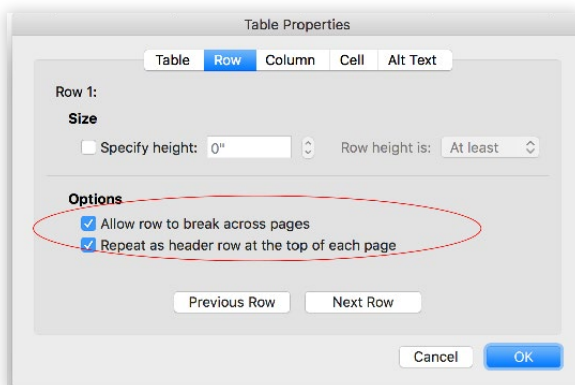 Table Properties
Table Row Column Cell Alt Text
Row 1:
Size
Specify height: 0" Row height is: At least
Options
Allow row to break across pages
Repeat as header row at the top of each page
Previous Row Next Row
Cancel OK